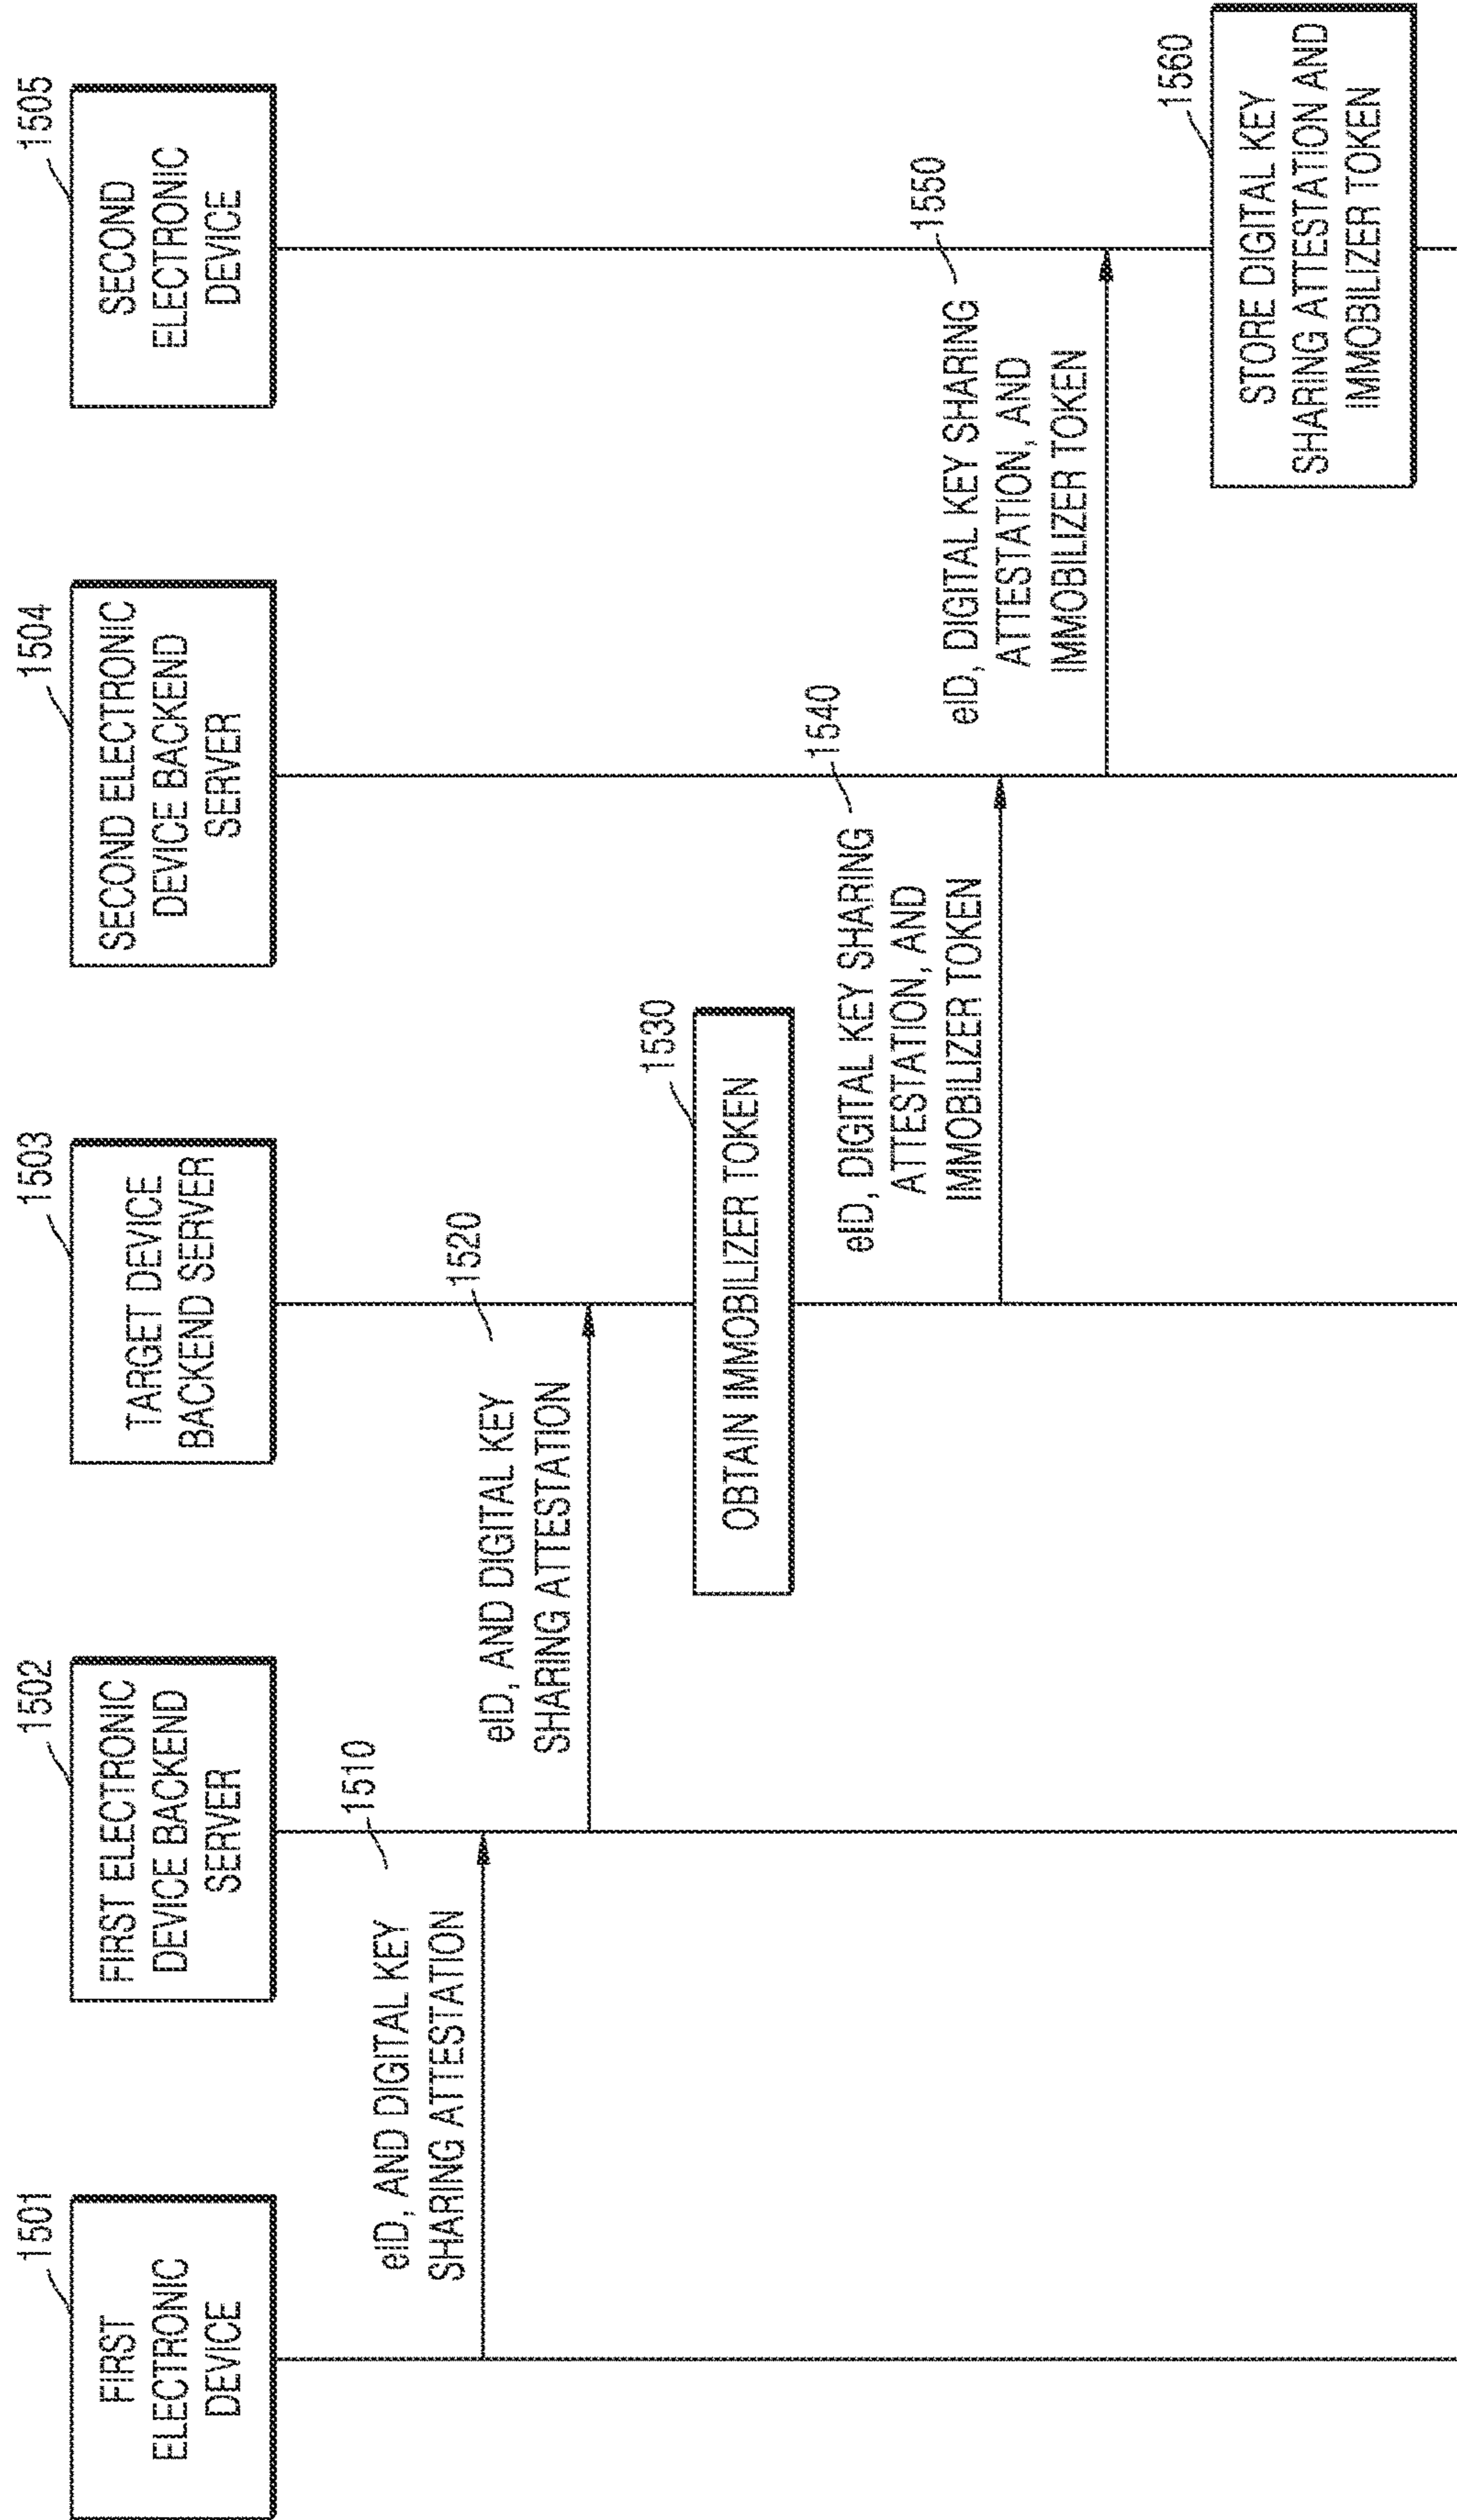 1501
FIRST
ELECTRONIC
DEVICE
1502
FIRST ELECTRONIC
DEVICE BACKEND
SERVER
1503
TARGET DEVICE
BACKEND SERVER
1504
SECOND ELECTRONIC
DEVICE BACKEND
SERVER
1505
SECOND
ELECTRONIC
DEVICE
1510
eID, AND DIGITAL KEY
SHARING ATTESTATION
1520
eID, AND DIGITAL KEY
SHARING ATTESTATION
1530
OBTAIN IMMOBILIZER TOKEN
1540
eID, DIGITAL KEY SHARING
ATTESTATION, AND
IMMOBILIZER TOKEN
1550
eID, DIGITAL KEY SHARING
ATTESTATION, AND
IMMOBILIZER TOKEN
1560
STORE DIGITAL KEY
SHARING ATTESTATION AND
IMMOBILIZER TOKEN